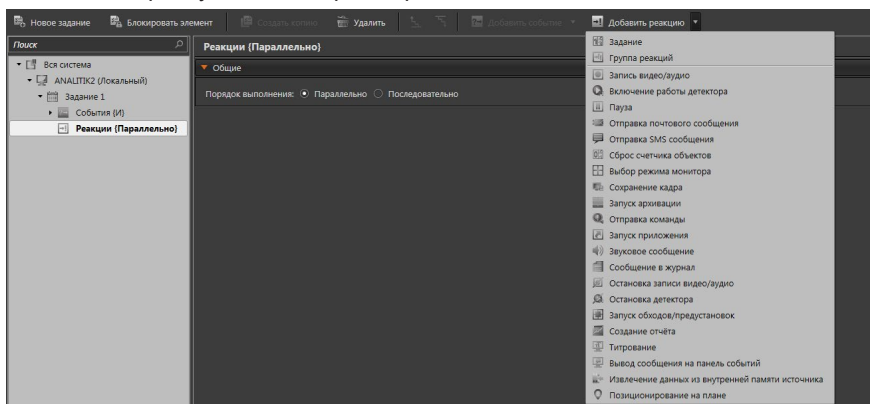 Новое задание Блокировать элемент Создать копию Удалить Добавить событие Добавить реакцию
Поиск
Вся система
ANALITIK2 (Локальный)
Задание 1
События {И}
Реакции {Параллельно}
Реакции {Параллельно}
Общие
Порядок выполнения: Параллельно Последовательно
Задание
Группа реакций
Запись видео/аудио
Включение работы детектора
Пауза
Отправка почтового сообщения
Отправка SMS сообщения
Сброс счетчика объектов
Выбор режима монитора
Сохранение кадра
Запуск архивации
Отправка команды
Запуск приложения
Звуковое сообщение
Сообщение в журнал
Остановка записи видео/аудио
Остановка детектора
Запуск обходов/предустановок
Создание отчёта
Титрование
Вывод сообщения на панель событий
Извлечение данных из внутренней памяти источника
Позиционирование на плане